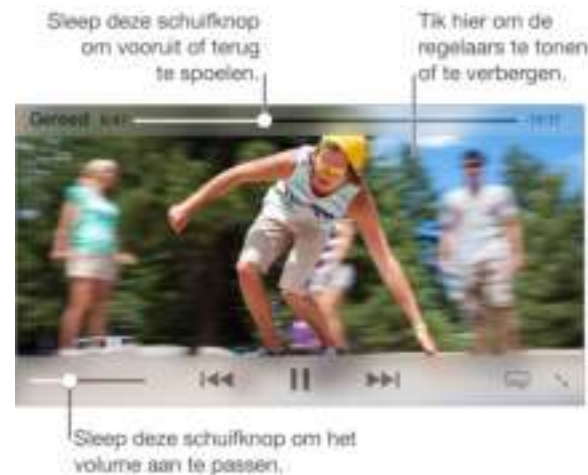 Sleep deze schuifknop
om vooruit of terug
te spoelen.
Tik hier om de
regelaars te tonen
of te verbergen.
Gereed
Sleep deze schuifknop om het
volume aan te passen.